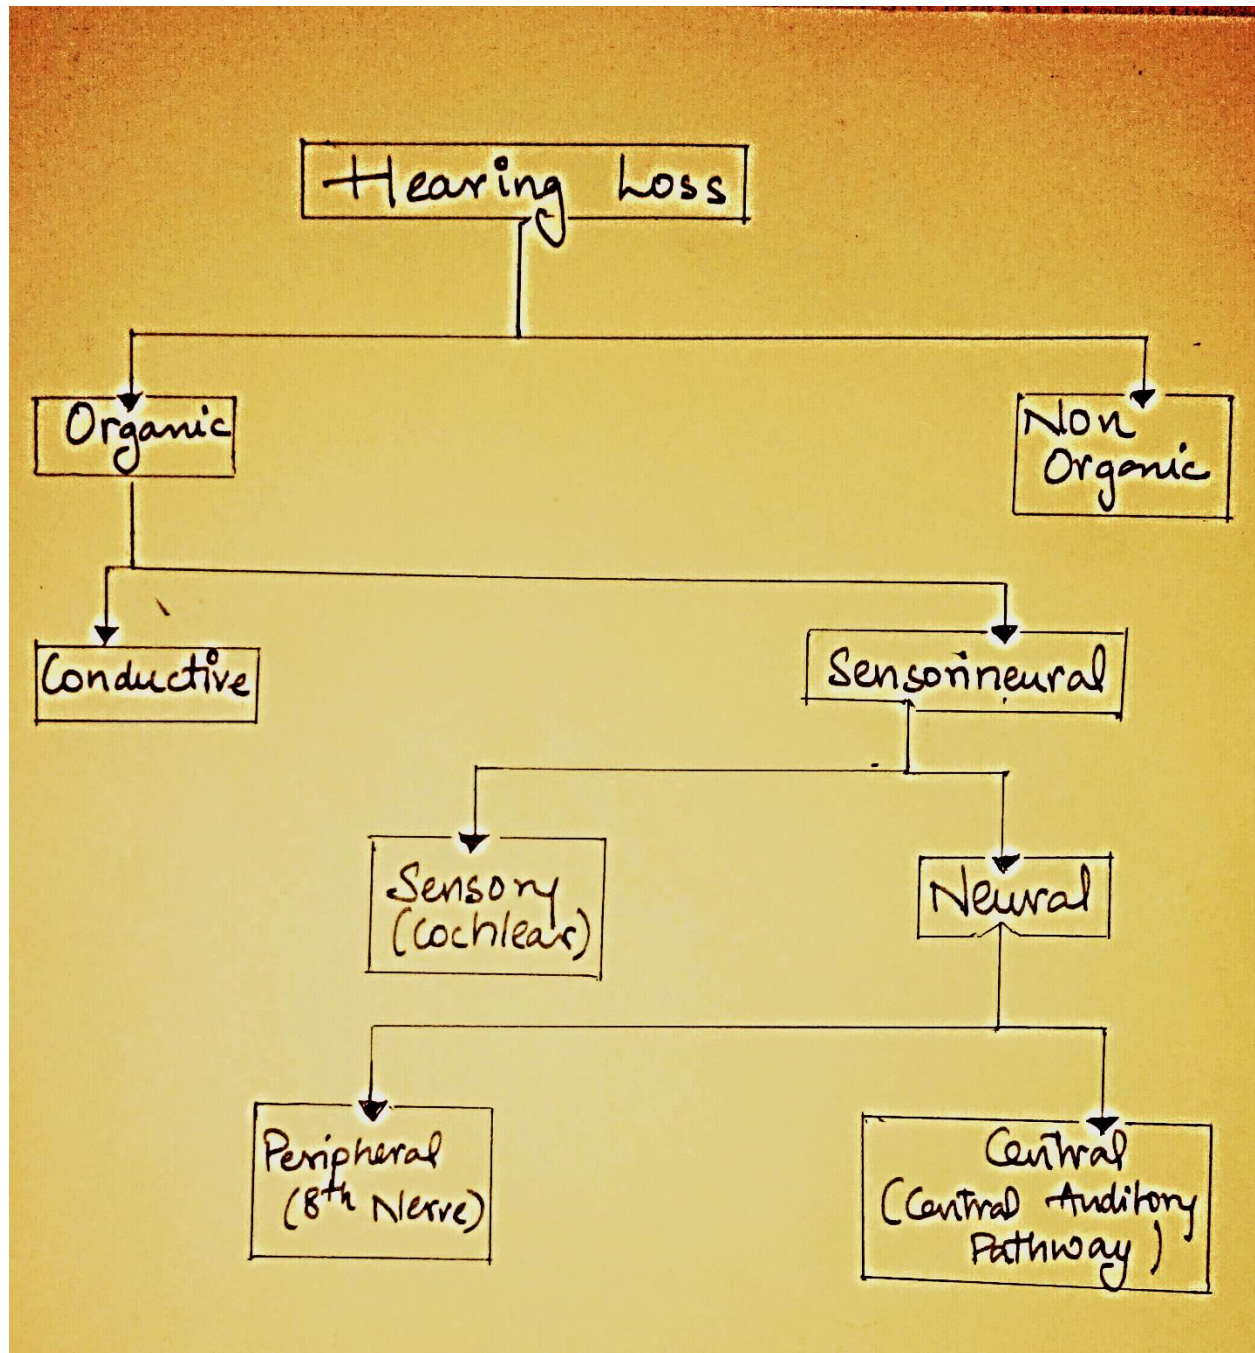 Hearing Loss
Organic
Non
Organic
Conductive
Sensorineural
Sensory
(Cochlear)
Neural
Peripheral
(8th Nerve)
Central
(Central Auditory
Pathway)